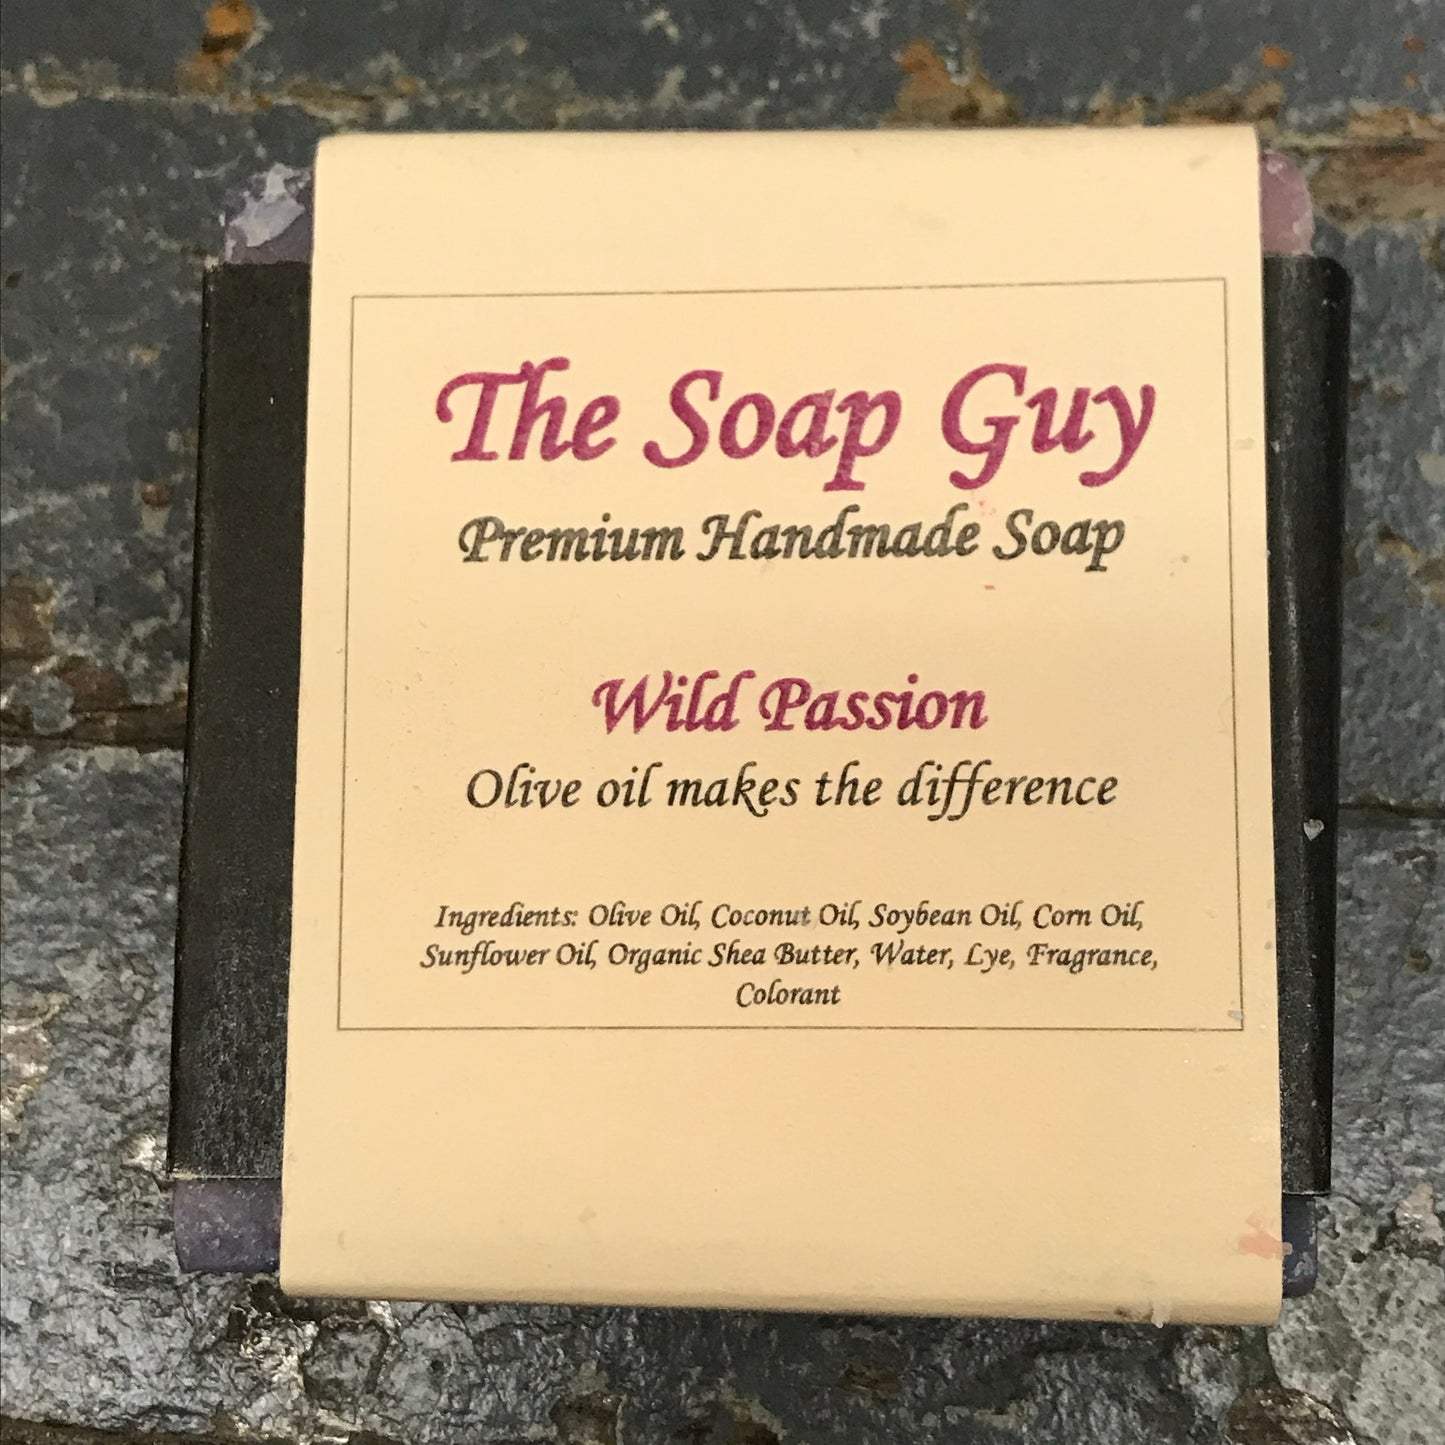 The Soap Guy
Premium Handmade Soap
Wild Passion
Olive oil makes the difference
Ingredients: Olive Oil, Coconut Oil, Soybean Oil, Corn Oil,
Sunflower Oil, Organic Shea Butter, Water, Lye, Fragrance,
Colorant